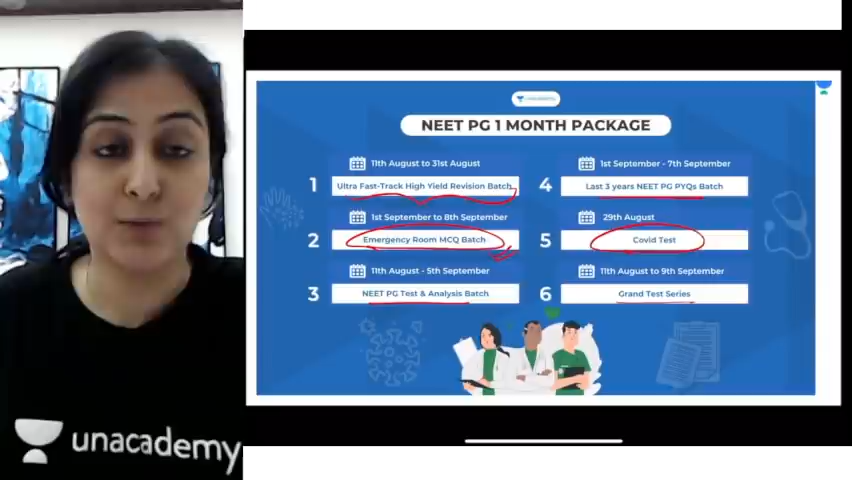 unacademy
NEET PG 1 MONTH PACKAGE
1
11th August to 31st August
Ultra Fast-Track High Yield Revision Batch
2
1st September to 8th September
Emergency Room MCQ Batch
3
11th August - 5th September
NEET PG Test & Analysis Batch
4
1st September - 7th September
Last 3 years NEET PG PYQs Batch
5
29th August
Covid Test
6
11th August to 9th September
Grand Test Series
unacademy